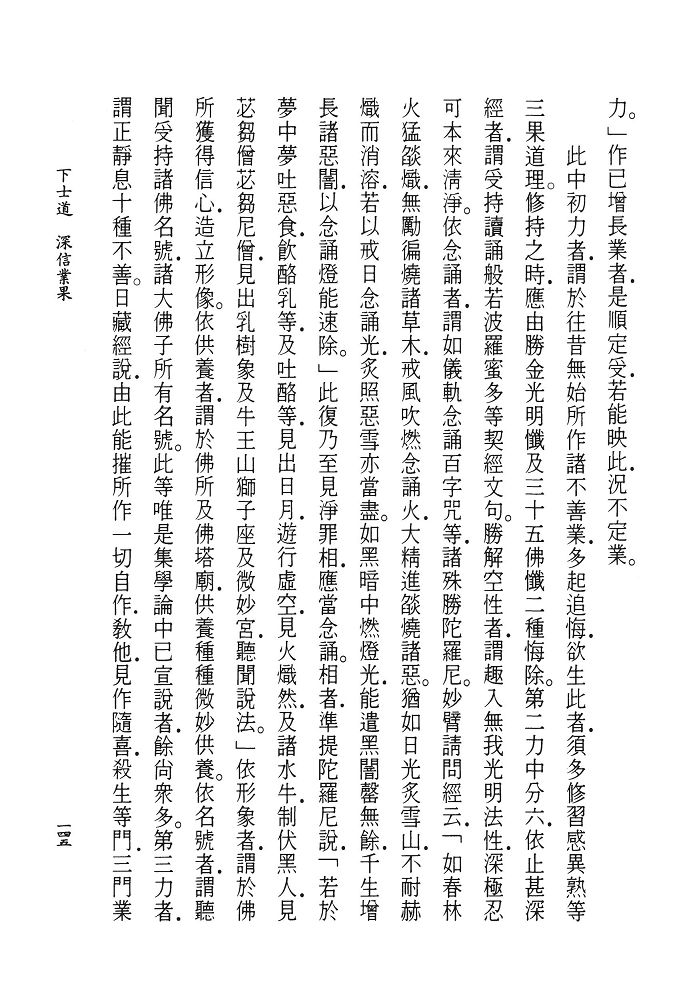 力。」作已增長業者．是順定受．若能映此．況不定業。
此中初力者．謂於往昔無始所作諸不善業．多起追悔．欲生此者．須多修習感異熟等
三果道理。修持之時．應由勝金光明懺及三十五佛懺二種悔除。第二力中分六．依止甚深
經者．謂受持讀誦般若波羅蜜多等契經文句。勝解空性者．謂趣入無我光明法性．深極忍
可本來清淨。依念誦者．謂如儀軌念誦百字咒等．諸殊勝陀羅尼。妙臂請問經云．「如春林
火猛燄熾．無勵徧燒諸草木．戒風吹燃念誦火．大精進燄燒諸惡。猶如日光炙雪山．不耐赫
熾而消溶．若以戒日念誦光．炙照惡雪亦當盡。如黑暗中燃燈光．能遣黑闇罄無餘．千生增
長諸惡闇．以念誦燈能速除。」此復乃至見淨罪相．應當念誦。相者．準提陀羅尼說．「若於
夢中夢吐惡食．飲酪乳等．及吐酪等．見出日月．遊行虛空．見火熾然．及諸水牛．制伏黑人．見
苾芻僧苾芻尼僧．見出乳樹象及牛王山獅子座及微妙宮．聽聞說法。」依形象者．謂於佛
所獲得信心．造立形像。依供養者．謂於佛所及佛塔廟．供養種種微妙供養。依名號者．謂聽
聞受持諸佛名號．諸大佛子所有名號。此等唯是集學論中已宣說者．餘尚眾多。第三力者．
謂正靜息十種不善。日藏經說．由此能摧所作一切自作．教他．見作隨喜．殺生等門．三門業
下士道 深信業果
一四五